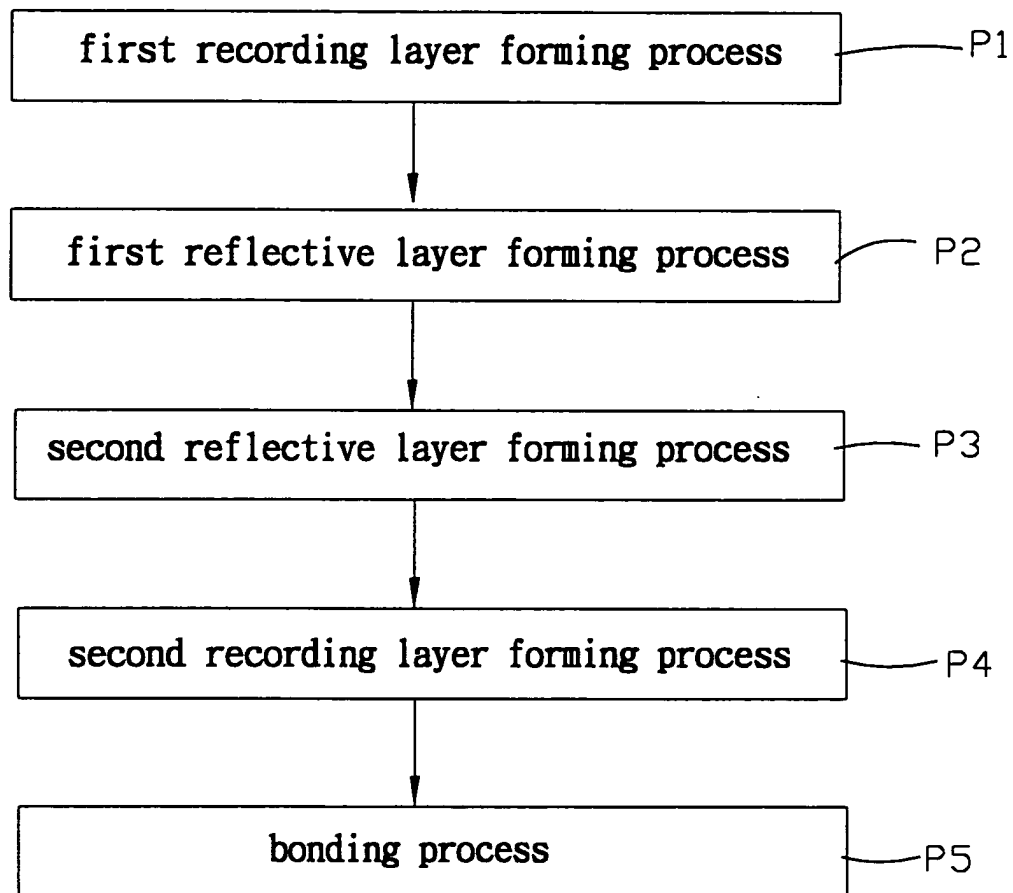 first recording layer forming process P1
first reflective layer forming process P2
second reflective layer forming process P3
second recording layer forming process P4
bonding process P5